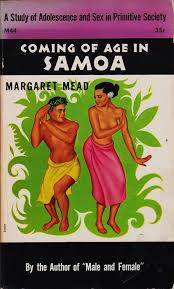 A Study of Adolescence and Sex in Primitive Society
M44 35¢
COMING OF AGE IN
SAMOA
MARGARET MEAD
By the Author of "Male and Female"